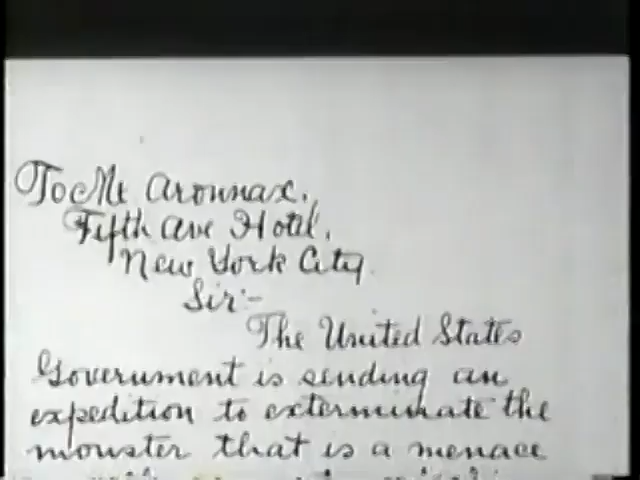 To Mr Aronnax,
Fifth Ave Hotel,
New York City.
Sir:-
The United States
Government is sending an
expedition to exterminate the
monster that is a menace